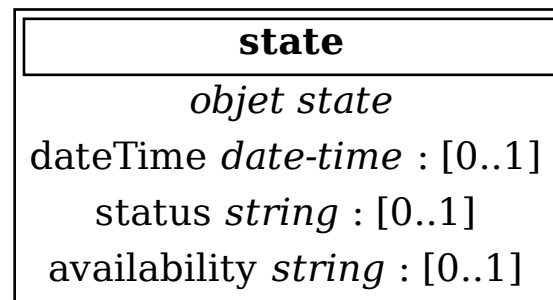 state
objet state
dateTime date-time : [0..1]
status string : [0..1]
availability string : [0..1]